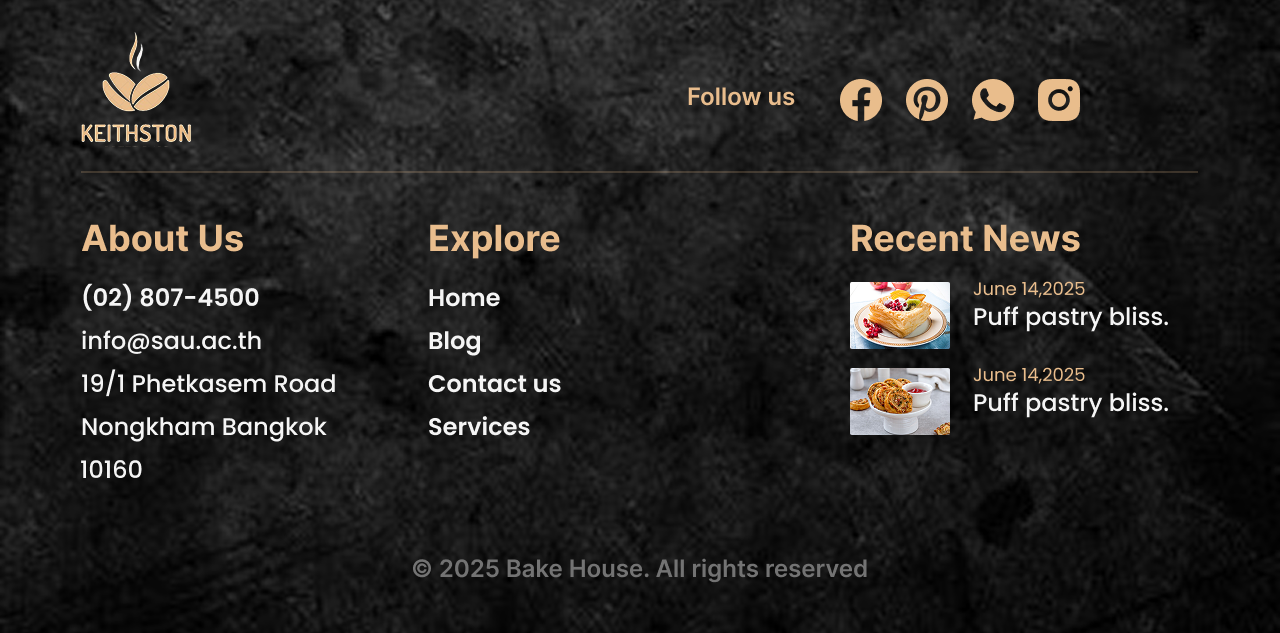 KEITHSTON
Follow us
About Us
(02) 807-4500
info@sau.ac.th
19/1 Phetkasem Road
Nongkham Bangkok
10160
Explore
Home
Blog
Contact us
Services
Recent News
June 14,2025
Puff pastry bliss.
June 14,2025
Puff pastry bliss.
© 2025 Bake House. All rights reserved